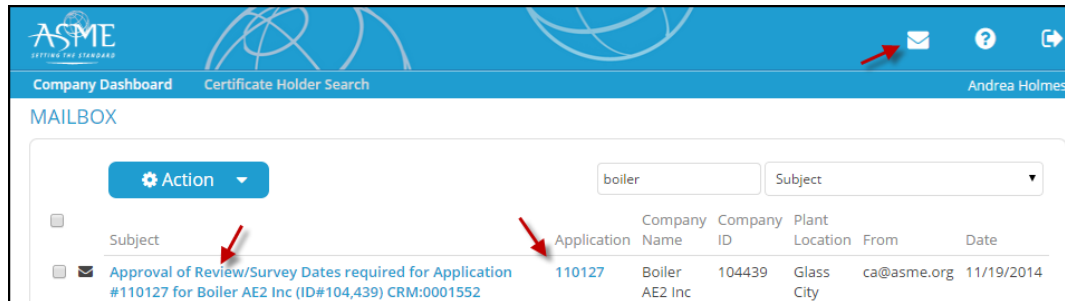 ASME
SETTING THE STANDARD
Company Dashboard Certificate Holder Search Andrea Holmes
MAILBOX
Action boiler Subject
Company Company Plant
Subject Application Name ID Location From Date
Approval of Review/Survey Dates required for Application 110127 Boiler 104439 Glass ca@asme.org 11/19/2014
#110127 for Boiler AE2 Inc (ID#104,439) CRM:0001552 AE2 Inc City